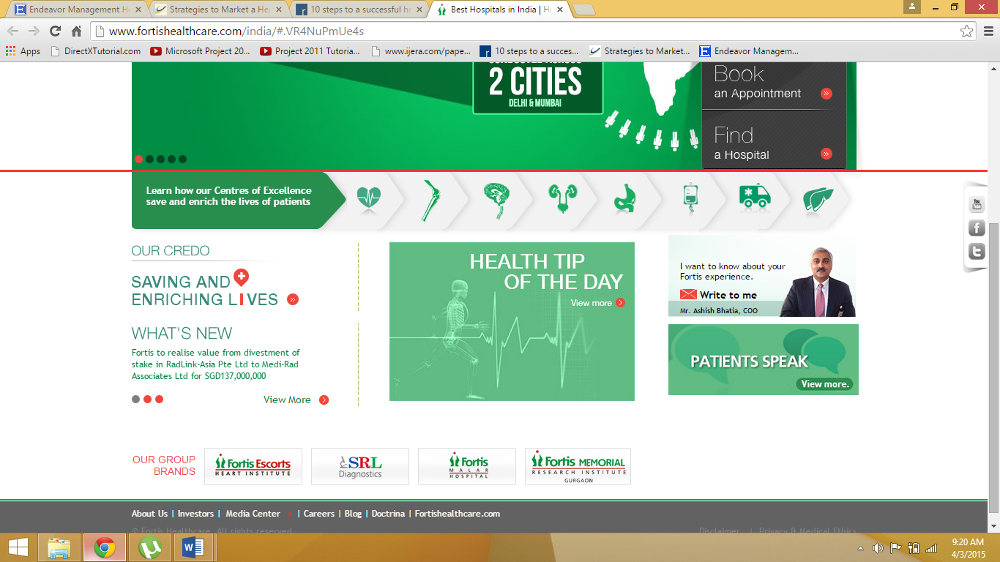 Endeavor Management H
Strategies to Market a Hea
10 steps to a successful he
Best Hospitals in India | H
www.fortishealthcare.com/india/#.VR4NuPmUe4s
Apps
DirectXTutorial.com
Microsoft Project 20...
Project 2011 Tutoria...
www.ijera.com/pape...
10 steps to a succes...
Strategies to Market...
Endeavor Managem...
2 CITIES
DELHI & MUMBAI
Book
an Appointment
Find
a Hospital
Learn how our Centres of Excellence
save and enrich the lives of patients
You
Tube
OUR CREDO
SAVING AND
ENRICHING LIVES
WHAT'S NEW
Fortis to realise value from divestment of
stake in RadLink-Asia Pte Ltd to Medi-Rad
Associates Ltd for SGD137,000,000
View More
HEALTH TIP
OF THE DAY
View more
I want to know about your
Fortis experience.
Write to me
Mr. Ashish Bhatia, COO
PATIENTS SPEAK
View more.
OUR GROUP
BRANDS
Fortis Escorts
HEART INSTITUTE
SRL
Diagnostics
Fortis
MALAR
HOSPITAL
Fortis MEMORIAL
RESEARCH INSTITUTE
GURGAON
About Us | Investors | Media Center | Careers | Blog | Doctrina | Fortishealthcare.com
© Fortis Healthcare. All rights reserved
Disclaimer | Privacy & Medical Ethics
9:20 AM
4/3/2015